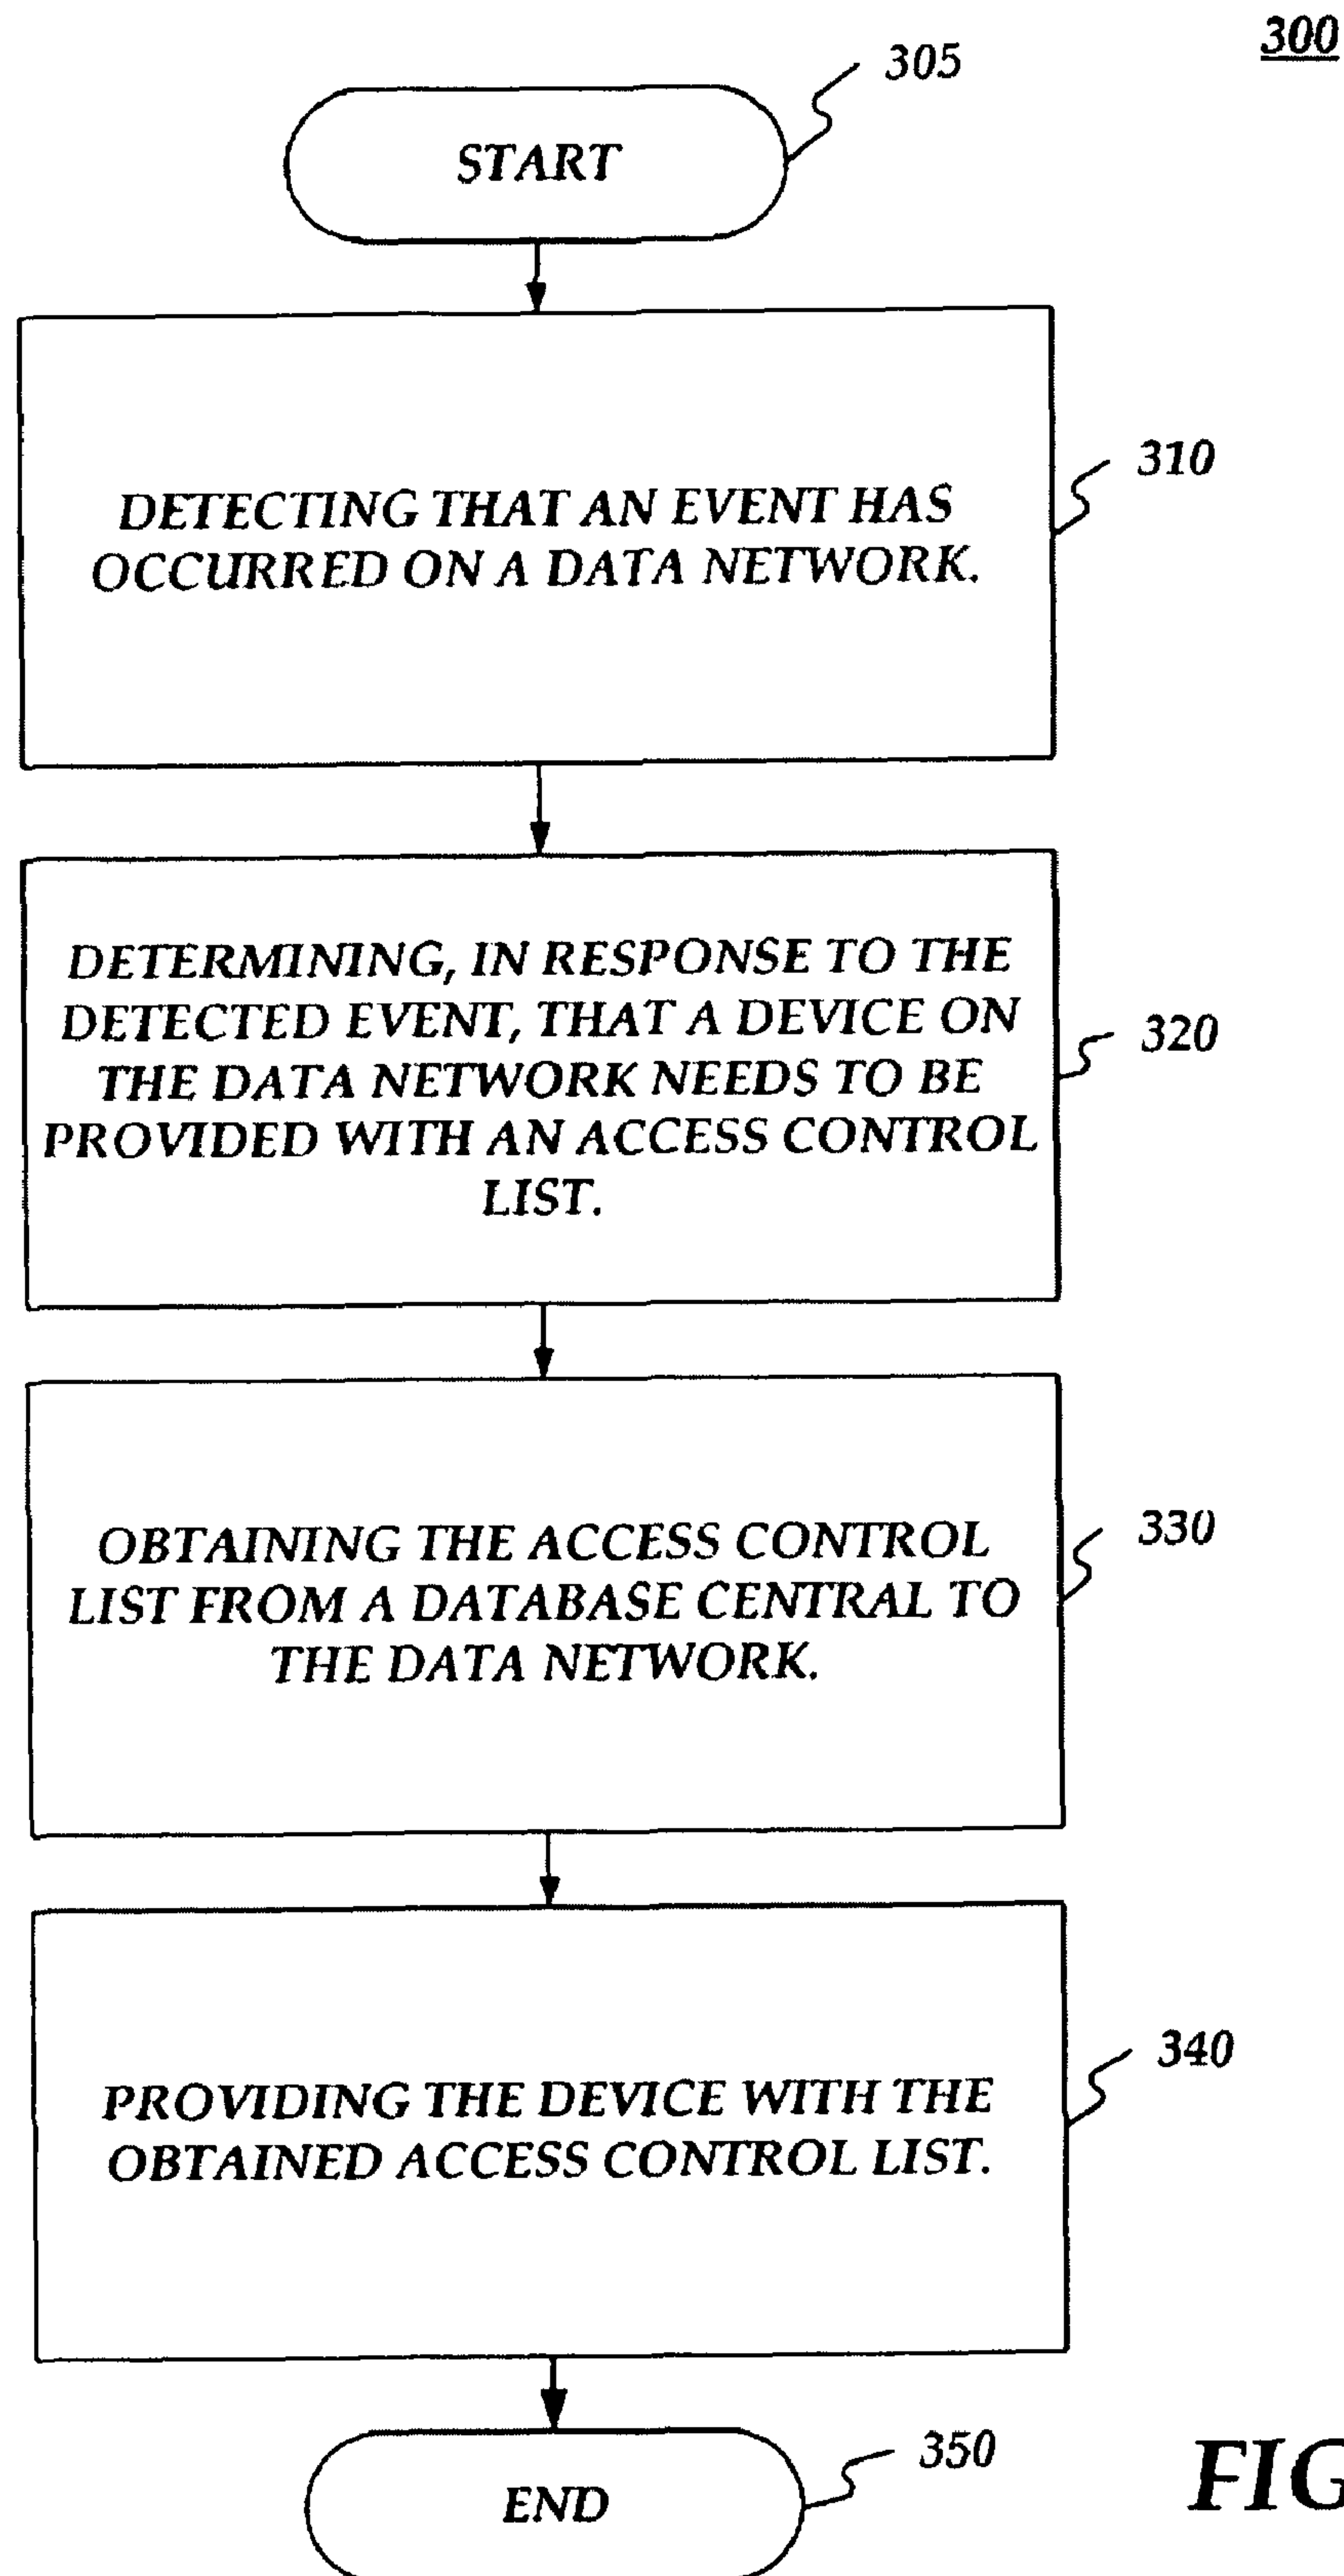 300
305
START
310
DETECTING THAT AN EVENT HAS
OCCURRED ON A DATA NETWORK.
320
DETERMINING, IN RESPONSE TO THE
DETECTED EVENT, THAT A DEVICE ON
THE DATA NETWORK NEEDS TO BE
PROVIDED WITH AN ACCESS CONTROL
LIST.
330
OBTAINING THE ACCESS CONTROL
LIST FROM A DATABASE CENTRAL TO
THE DATA NETWORK.
340
PROVIDING THE DEVICE WITH THE
OBTAINED ACCESS CONTROL LIST.
350
END
FIG